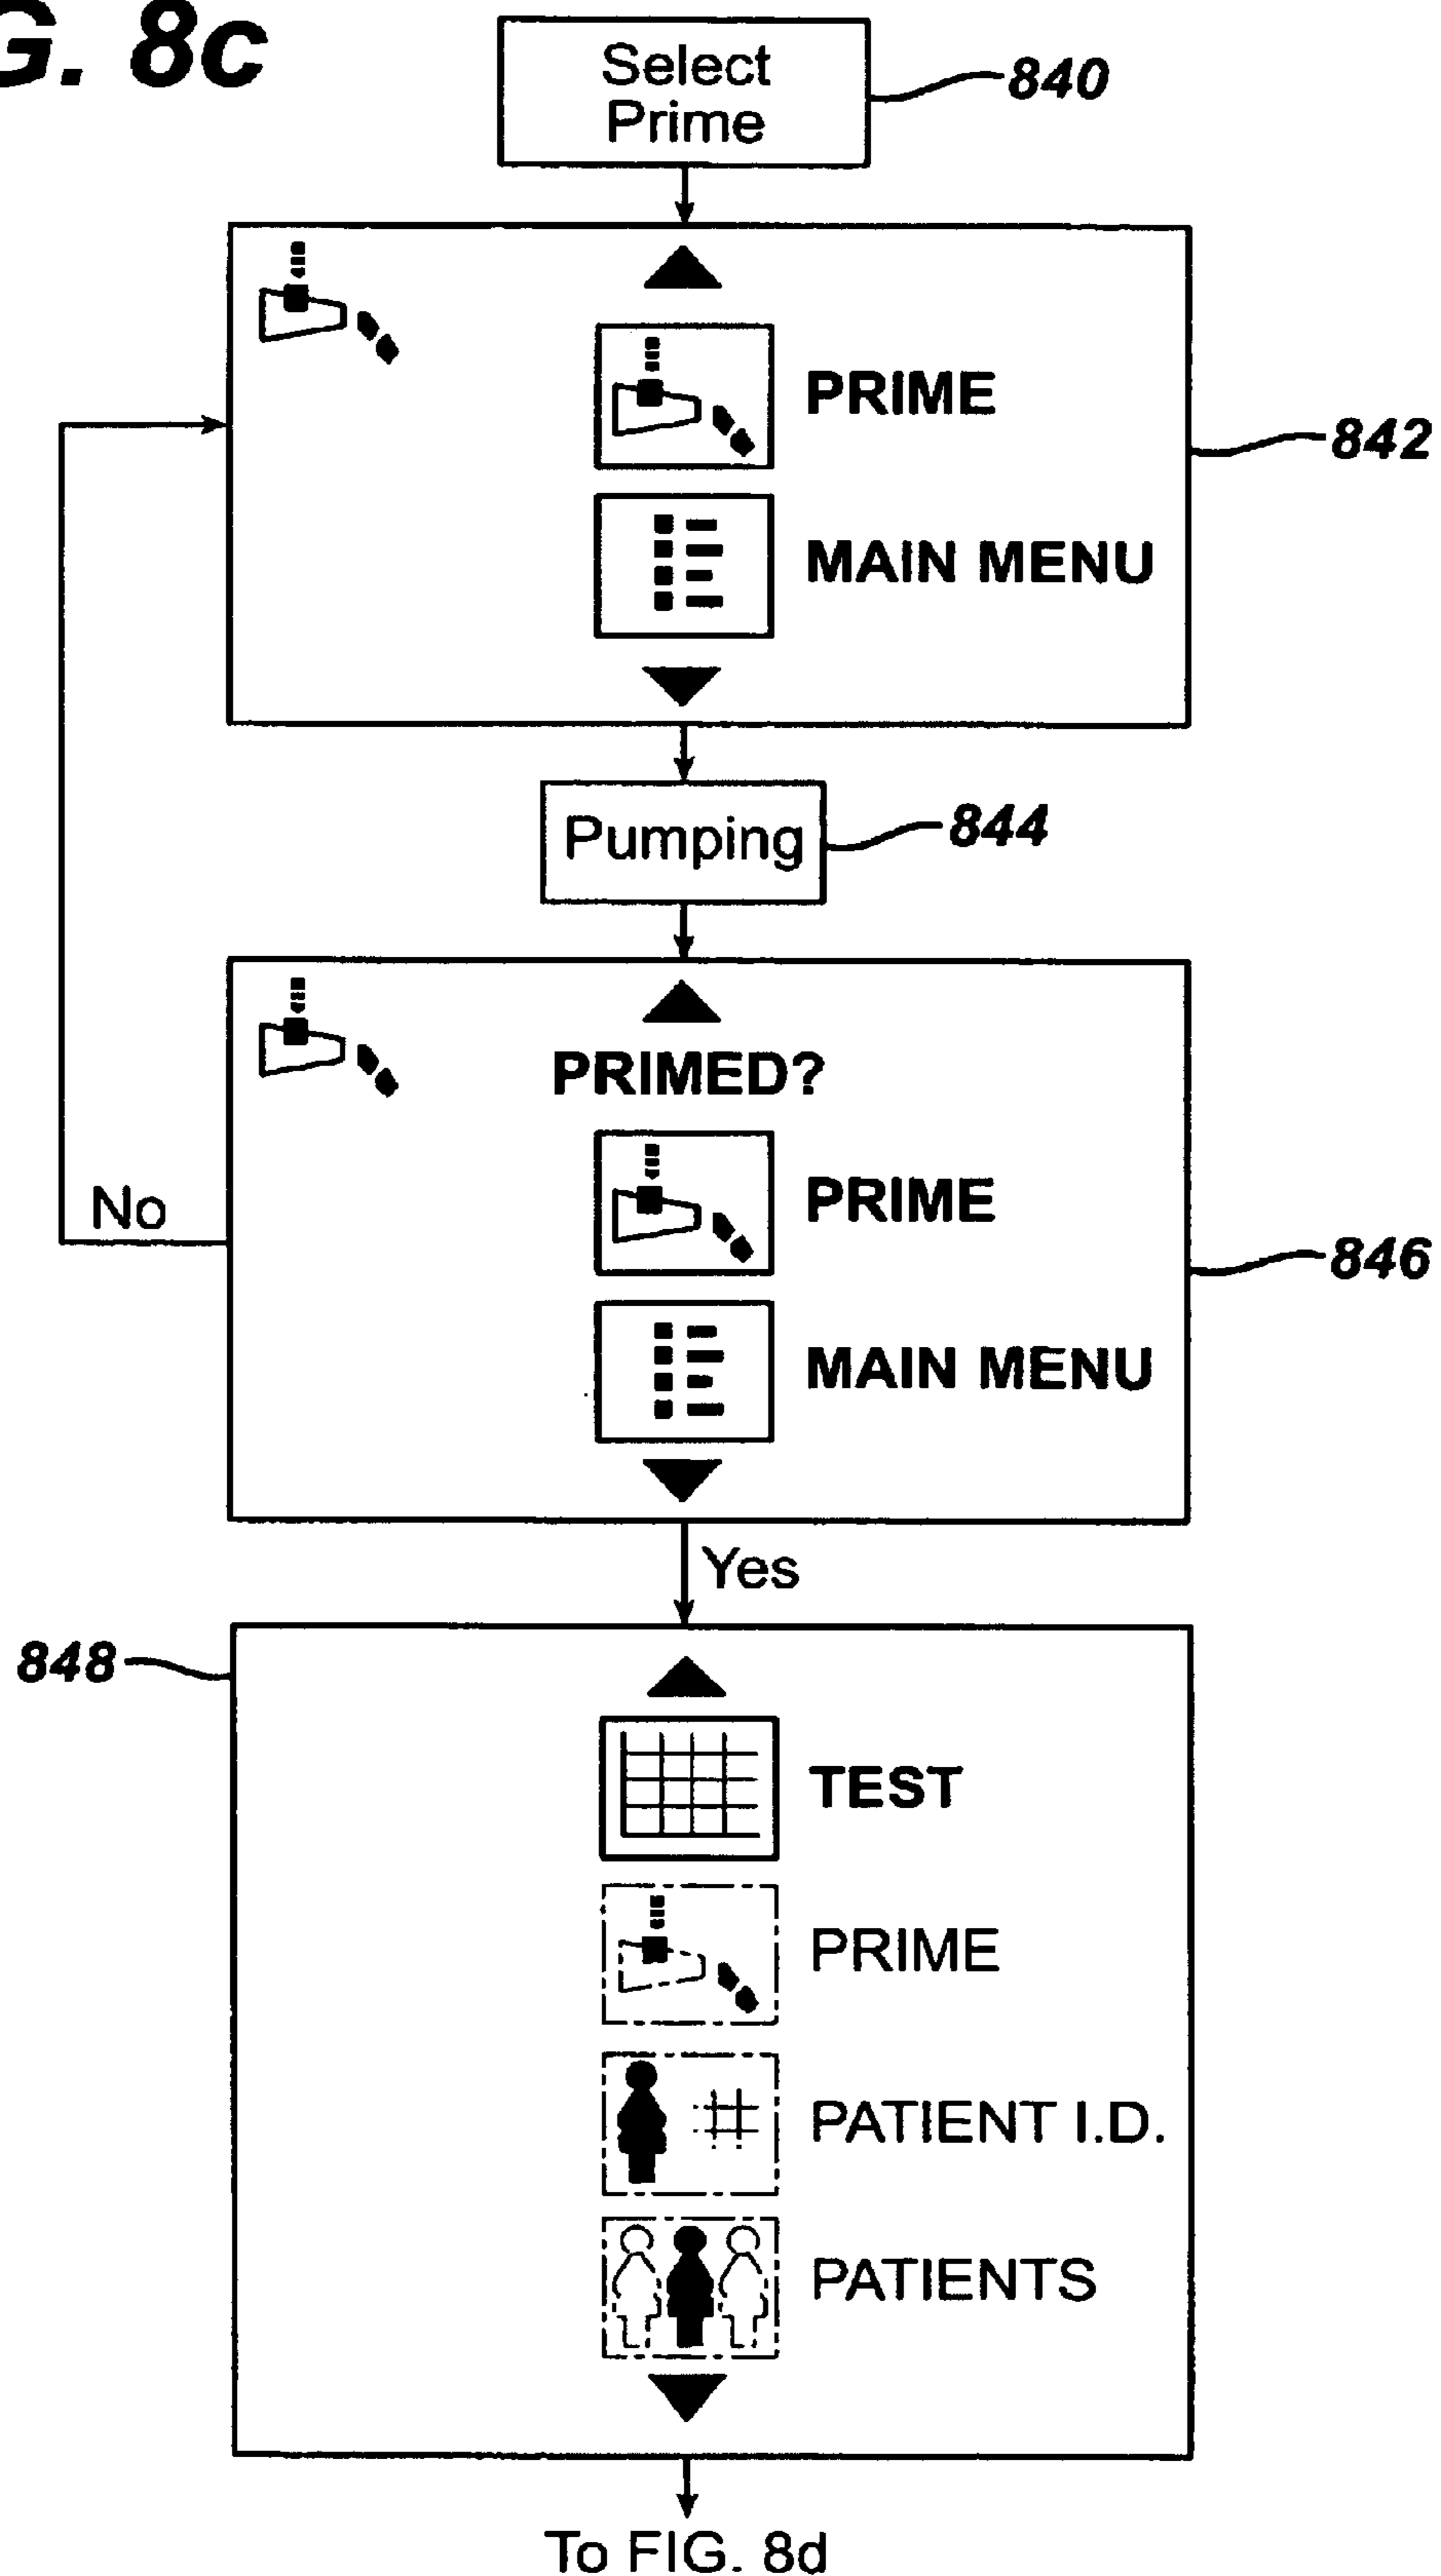 G. 8c
Select
Prime
840
PRIME
842
MAIN MENU
Pumping
844
PRIMED?
PRIME
No
846
MAIN MENU
Yes
848
TEST
PRIME
PATIENT I.D.
PATIENTS
To FIG. 8d